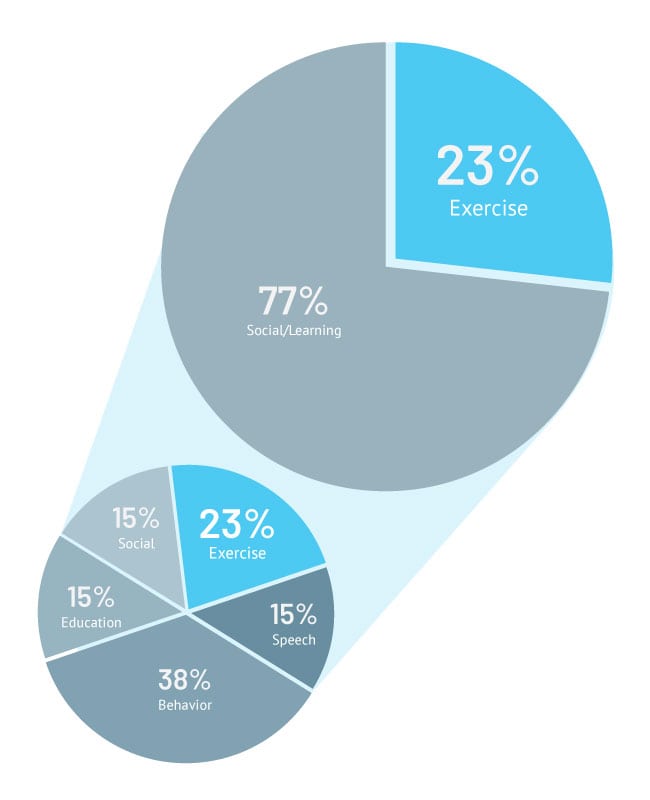 23%
Exercise
77%
Social/Learning
15%
Social
23%
Exercise
15%
Education
15%
Speech
38%
Behavior